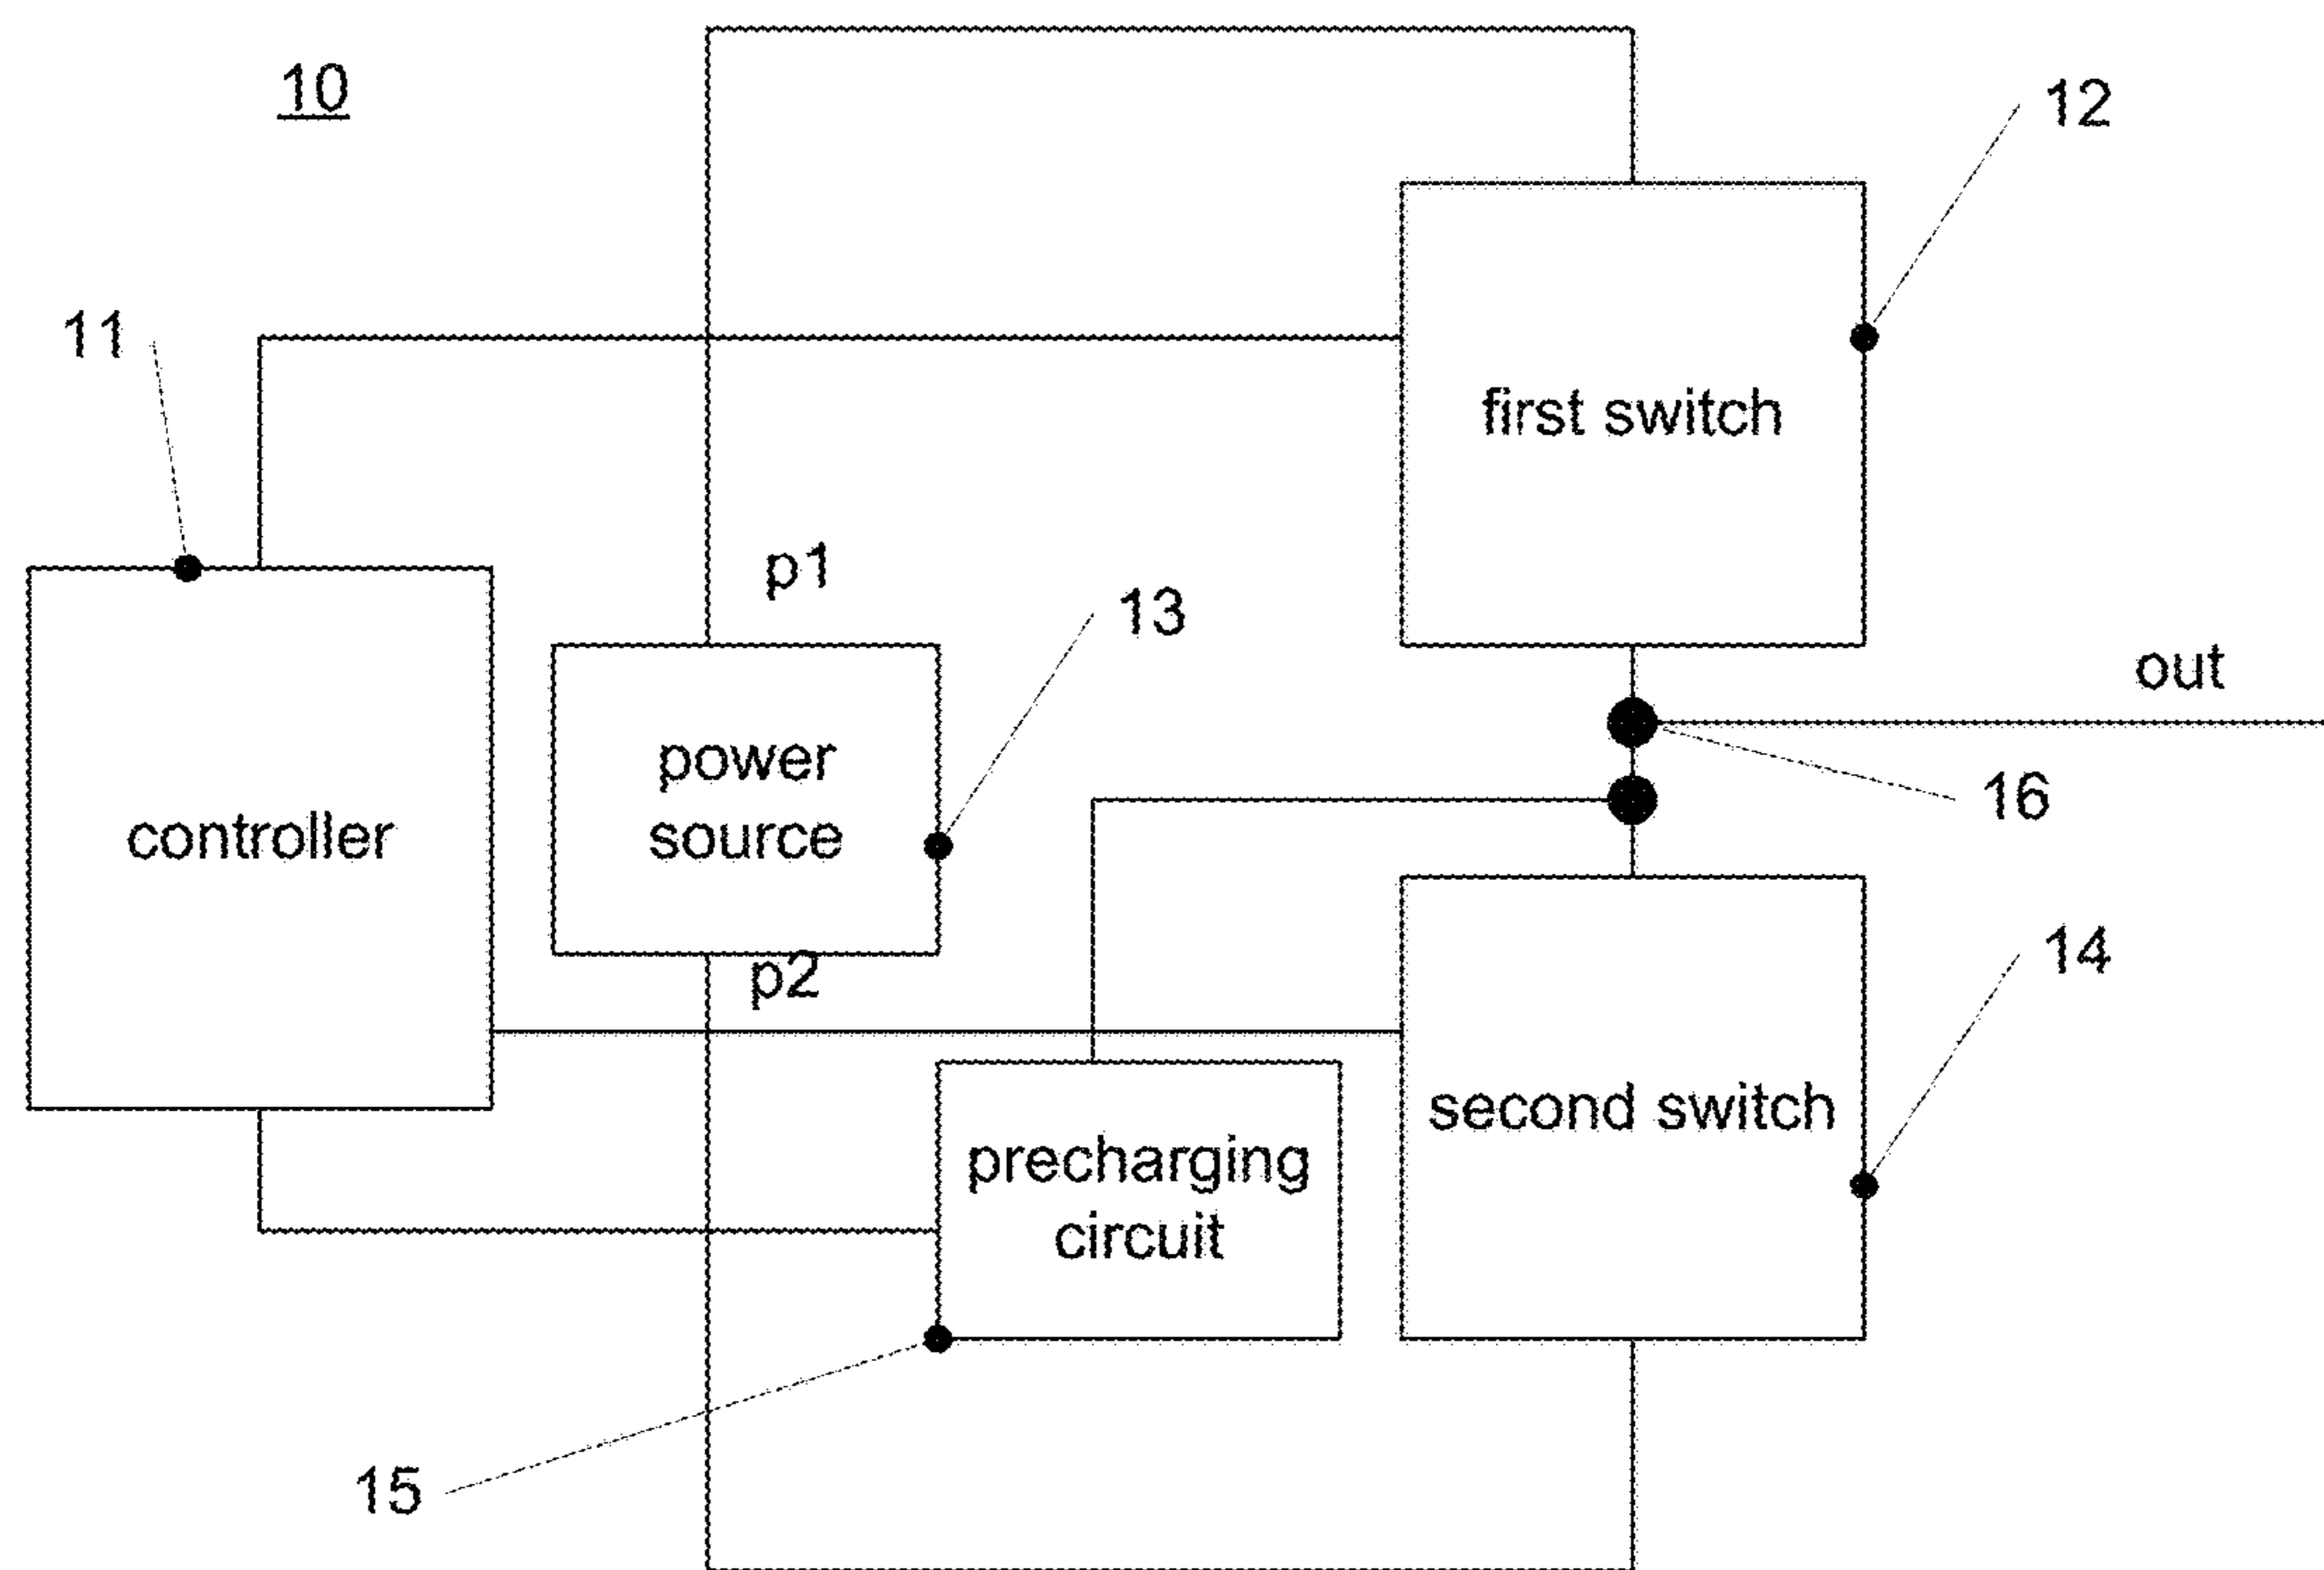 10
12
11
first switch
p1
13
out
power
source
controller
16
p2
14
second switch
precharging
circuit
15